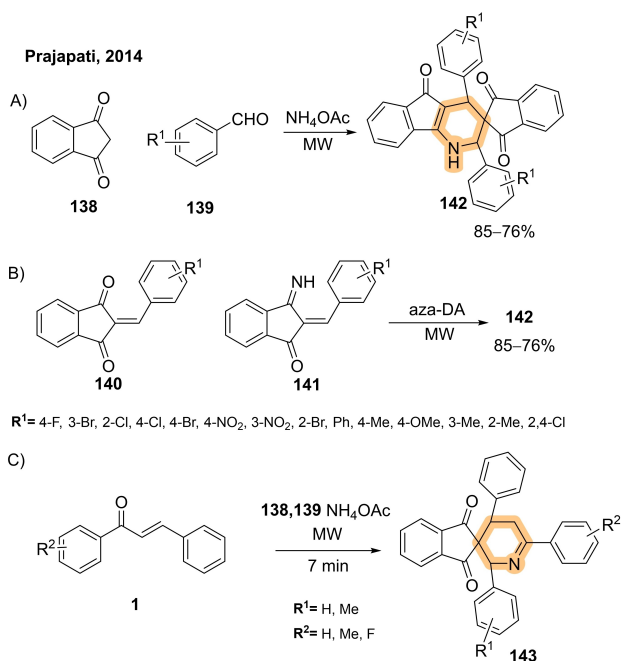 Prajapati, 2014
A)
O
O
138
R¹
CHO
139
NH₄OAc
MW
R¹
O
O
N
H
O
R¹
142
85–76%
B)
O
R¹
O
140
NH
R¹
O
141
aza-DA
MW
142
85–76%
R¹= 4-F, 3-Br, 2-Cl, 4-Cl, 4-Br, 4-NO₂, 3-NO₂, 2-Br, Ph, 4-Me, 4-OMe, 3-Me, 2-Me, 2,4-Cl
C)
O
R²
1
138,139 NH₄OAc
MW
7 min
R¹= H, Me
R²= H, Me, F
O
R²
N
O
R¹
143